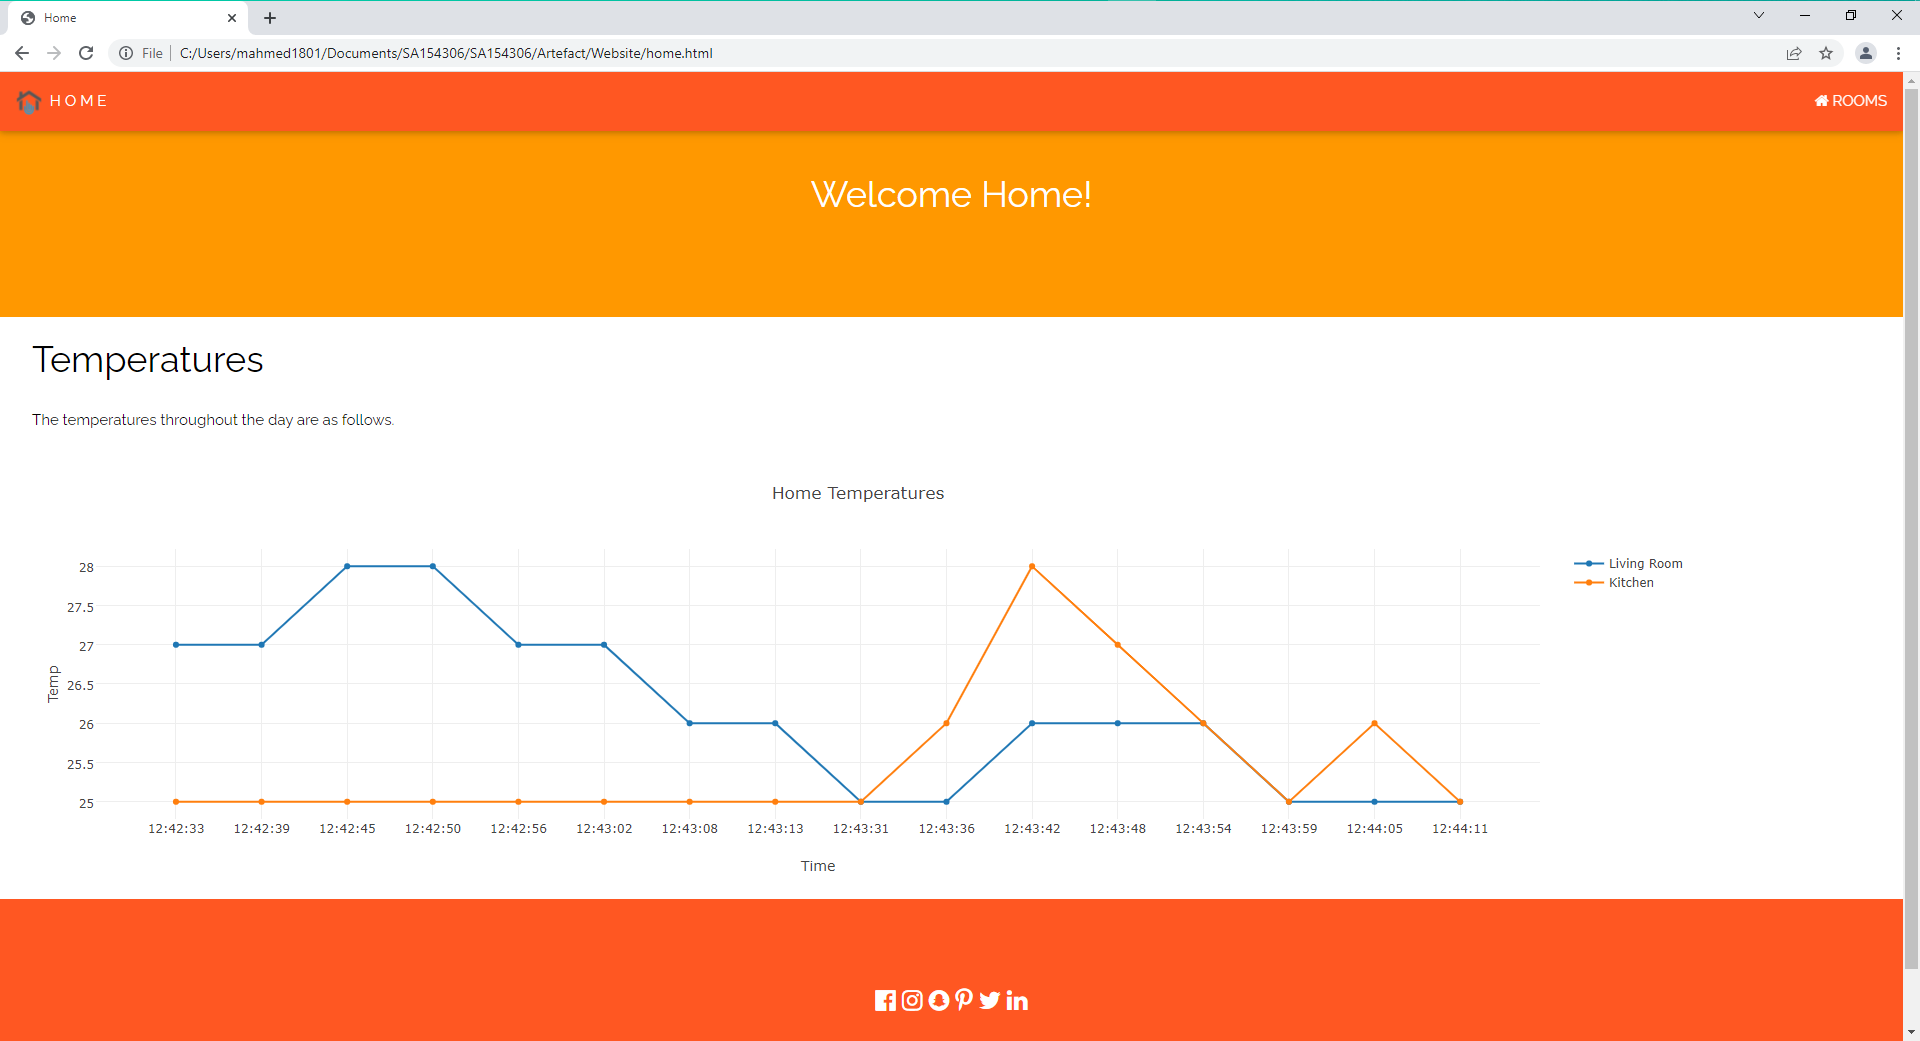 Home
File
C:/Users/mahmed1801/Documents/SA154306/SA154306/Artefact/Website/home.html
HOME
ROOMS
Welcome Home!
Temperatures
The temperatures throughout the day are as follows.
Home Temperatures
28
27.5
27
26.5
26
25.5
25
Temp
Living Room
Kitchen
12:42:33 12:42:39 12:42:45 12:42:50 12:42:56 12:43:02 12:43:08 12:43:13 12:43:31 12:43:36 12:43:42 12:43:48 12:43:54 12:43:59 12:44:05 12:44:11
Time